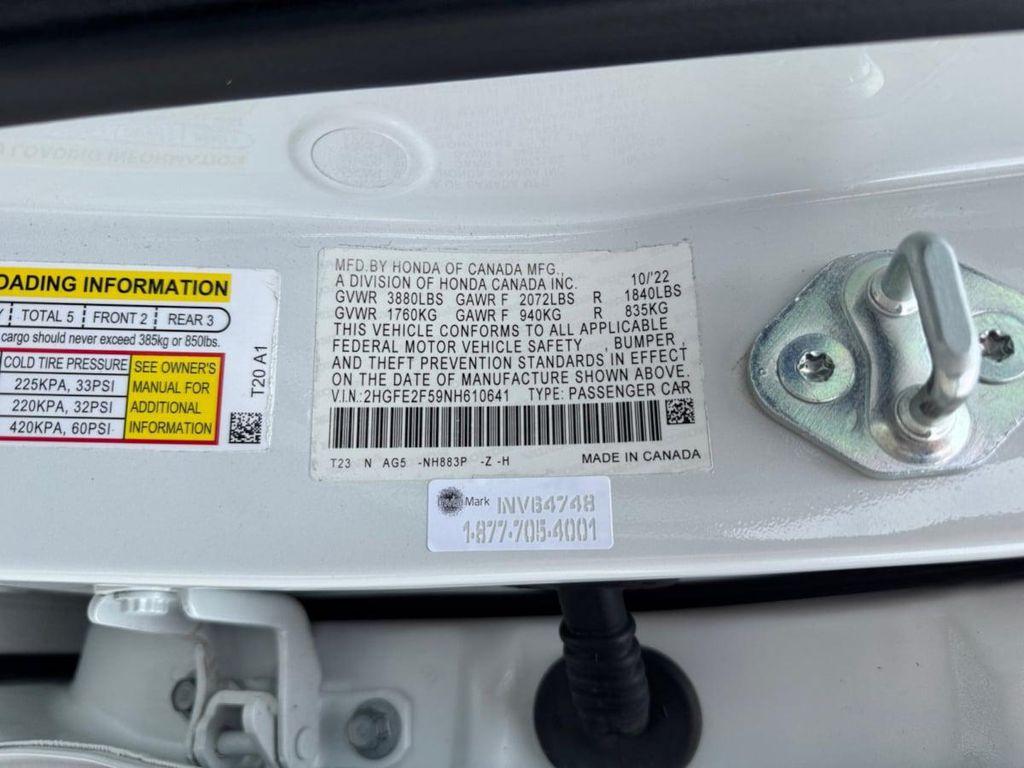 OADING INFORMATION
TOTAL 5 FRONT 2 REAR 3
cargo should never exceed 385kg or 850lbs.
COLD TIRE PRESSURE
225KPA, 33PSI
220KPA, 32PSI
420KPA, 60PSI
SEE OWNER'S
MANUAL FOR
ADDITIONAL
INFORMATION
T20 A1
MFD.BY HONDA OF CANADA MFG., 10/'22
A DIVISION OF HONDA CANADA INC.
GVWR 3880LBS GAWR F 2072LBS R 1840LBS
GVWR 1760KG GAWR F 940KG R 835KG
THIS VEHICLE CONFORMS TO ALL APPLICABLE
FEDERAL MOTOR VEHICLE SAFETY , BUMPER ,
AND THEFT PREVENTION STANDARDS IN EFFECT
ON THE DATE OF MANUFACTURE SHOWN ABOVE.
V.I.N.:2HGFE2F59NH610641 TYPE: PASSENGER CAR
T23 N AG5 -NH883P -Z -H MADE IN CANADA
Mark INV64748
1-877-705-4001